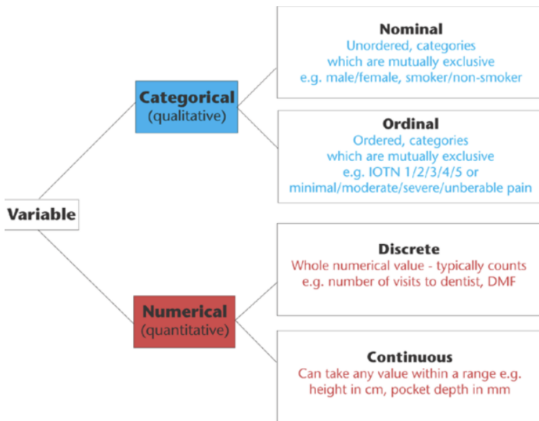 Nominal
Unordered, categories
which are mutually exclusive
e.g. male/female, smoker/non-smoker
Categorical
(qualitative)
Ordinal
Ordered, categories
which are mutually exclusive
e.g. IOTN 1/2/3/4/5 or
minimal/moderate/severe/unberable pain
Variable
Discrete
Whole numerical value - typically counts
e.g. number of visits to dentist, DMF
Numerical
(quantitative)
Continuous
Can take any value within a range e.g.
height in cm, pocket depth in mm